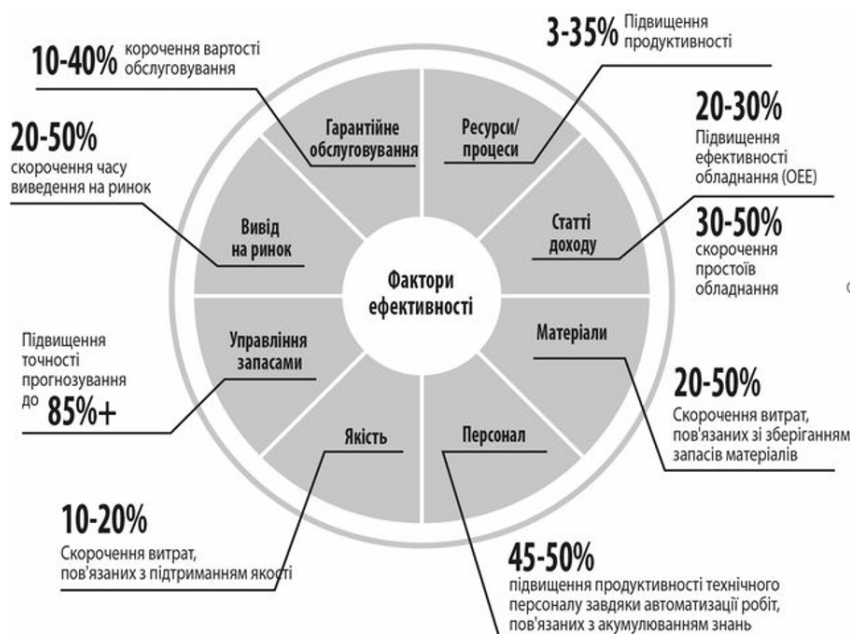 3-35% Підвищення
продуктивності
10-40% корочення вартості
обслуговування
20-30%
Підвищення
ефективності
обладнання (OEE)
30-50%
скорочення
простоїв
обладнання
20-50%
скорочення часу
виведення на ринок
Гарантійне
обслуговування
Ресурси/
процеси
Вивід
на ринок
Статті
доходу
Фактори
ефективності
Управління
запасами
Матеріали
Якість
Персонал
Підвищення
точності
прогнозування
до 85%+
20-50%
Скорочення витрат,
пов'язаних зі зберіганням
запасів матеріалів
10-20%
Скорочення витрат,
пов'язаних з підтриманням якості
45-50%
підвищення продуктивності технічного
персоналу завдяки автоматизації робіт,
пов'язаних з акумулюванням знань